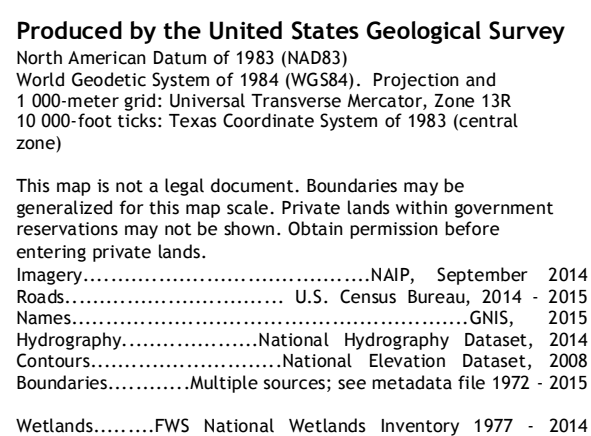 Produced by the United States Geological Survey
North American Datum of 1983 (NAD83)
World Geodetic System of 1984 (WGS84). Projection and
1 000-meter grid: Universal Transverse Mercator, Zone 13R
10 000-foot ticks: Texas Coordinate System of 1983 (central
zone)
This map is not a legal document. Boundaries may be
generalized for this map scale. Private lands within government
reservations may not be shown. Obtain permission before
entering private lands.
Imagery..........................................NAIP, September 2014
Roads................................ U.S. Census Bureau, 2014 - 2015
Names..........................................................GNIS, 2015
Hydrography....................National Hydrography Dataset, 2014
Contours............................National Elevation Dataset, 2008
Boundaries............Multiple sources; see metadata file 1972 - 2015
Wetlands.........FWS National Wetlands Inventory 1977 - 2014